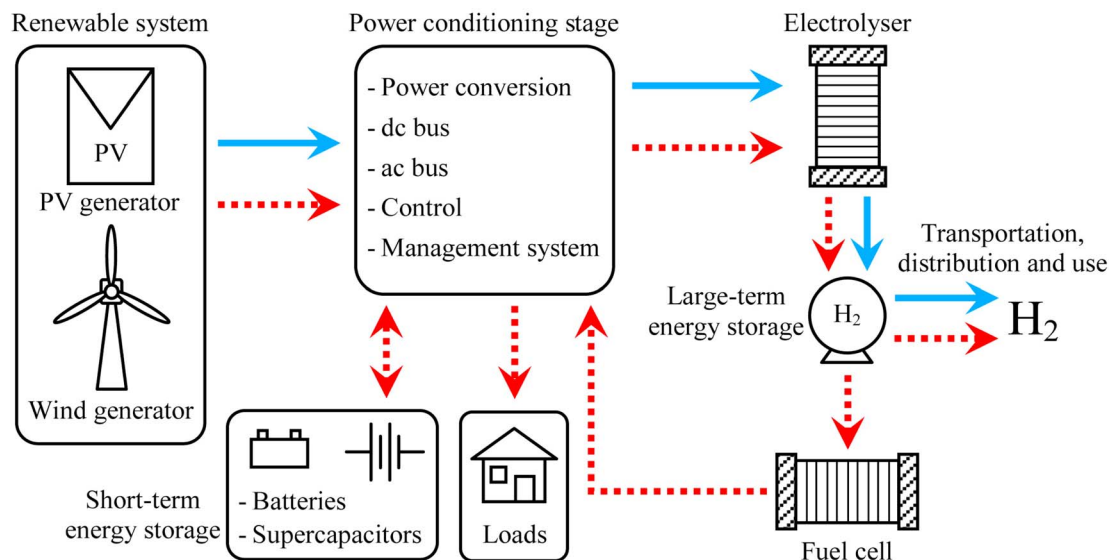 Renewable system
PV
PV generator
Wind generator
Power conditioning stage
- Power conversion
- dc bus
- ac bus
- Control
- Management system
Electrolyser
Transportation,
distribution and use
Large-term
energy storage
H₂
H₂
Short-term
energy storage
- Batteries
- Supercapacitors
Loads
Fuel cell